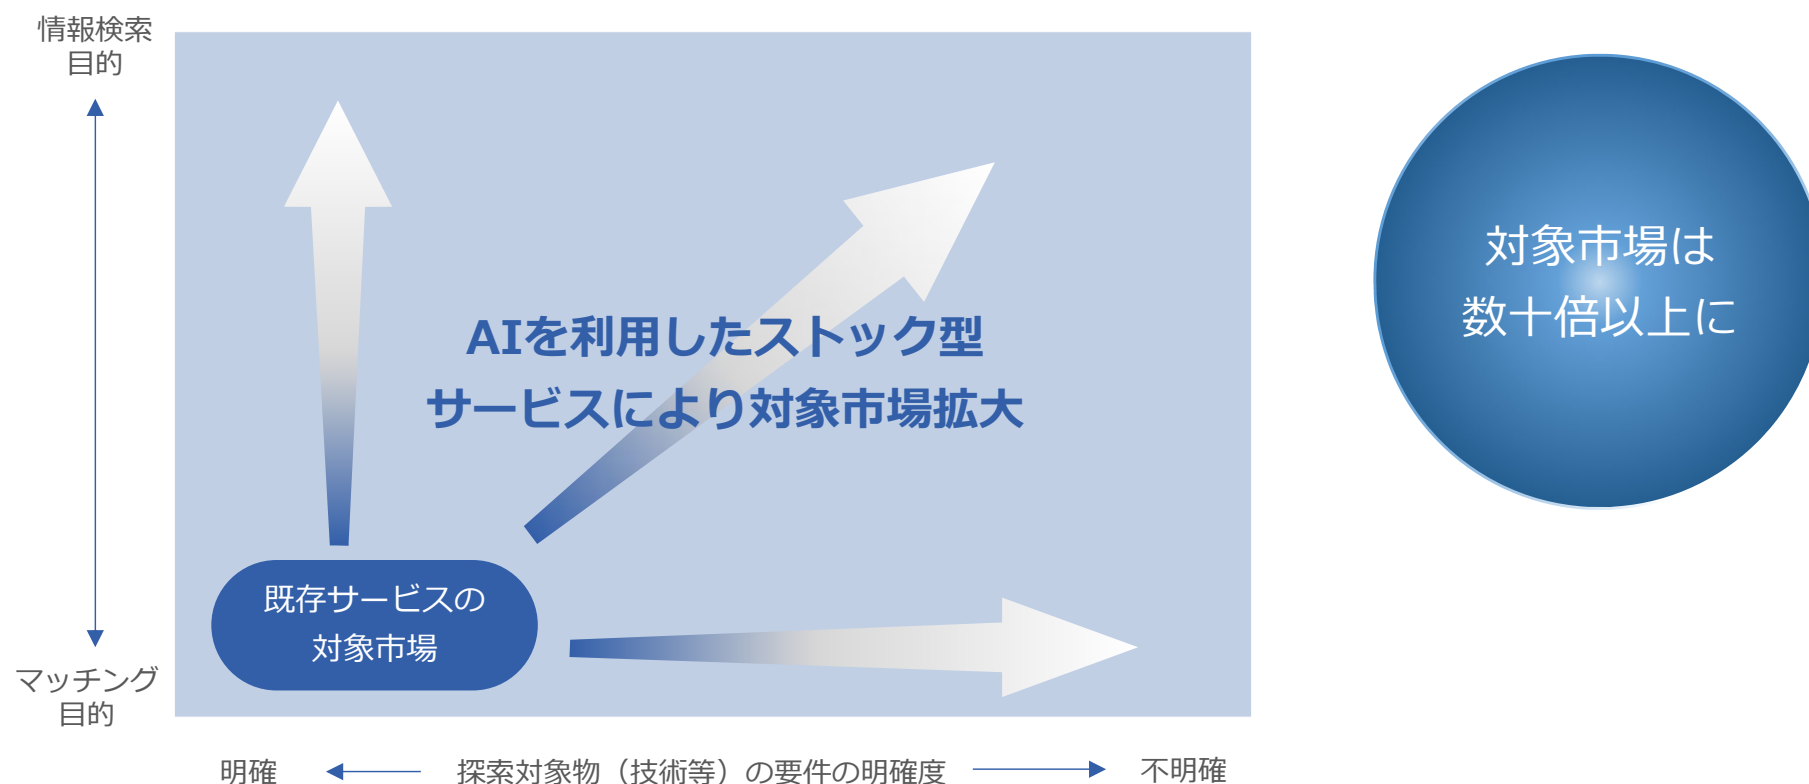 情報検索
目的
対象市場は
数十倍以上に
AIを利用したストック型
サービスにより対象市場拡大
既存サービスの
対象市場
マッチング
目的
明確
探索対象物（技術等）の要件の明確度
不明確